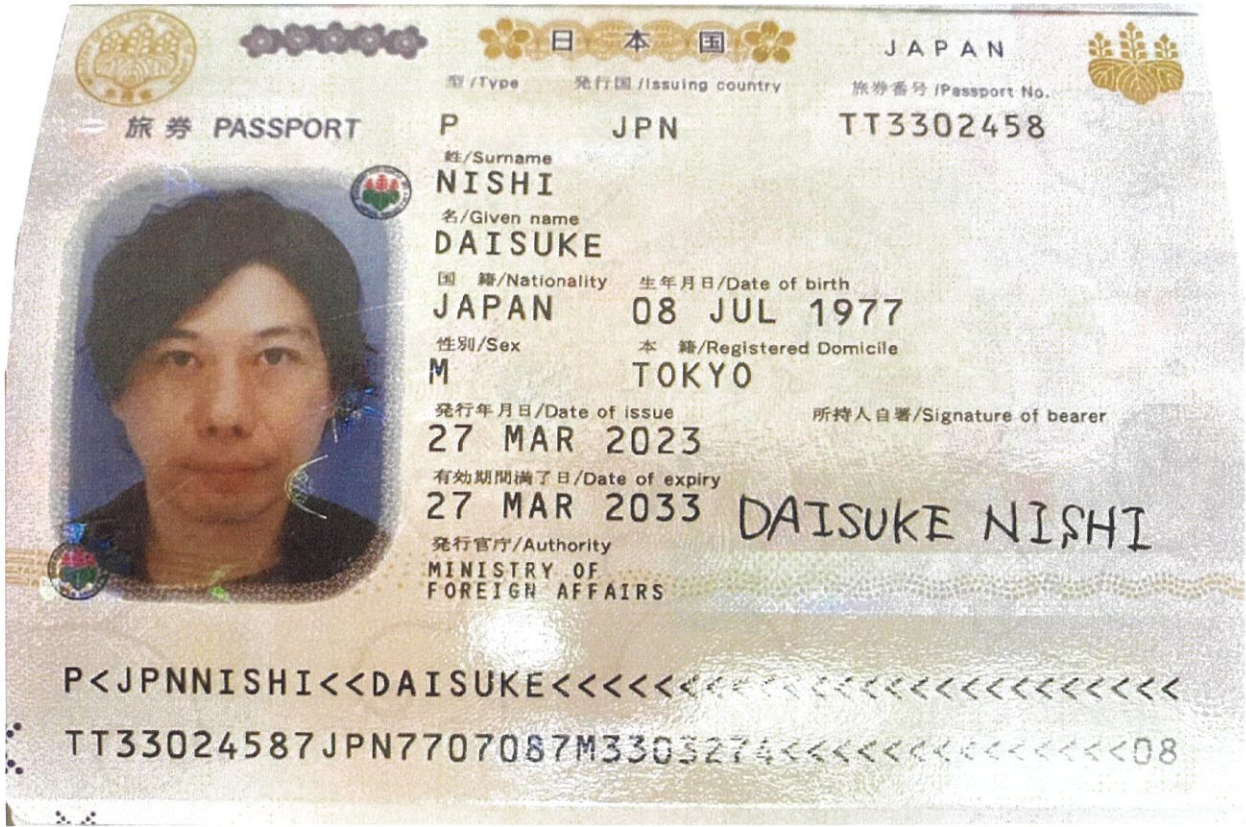 日本国 JAPAN
型/Type 発行国/Issuing country 旅券番号/Passport No.
旅券 PASSPORT P JPN TT3302458
姓/Surname
NISHI
名/Given name
DAISUKE
国 籍/Nationality 生年月日/Date of birth
JAPAN 08 JUL 1977
性別/Sex 本 籍/Registered Domicile
M TOKYO
発行年月日/Date of issue 所持人自署/Signature of bearer
27 MAR 2023
有効期間満了日/Date of expiry
27 MAR 2033 DAISUKE NISHI
発行官庁/Authority
MINISTRY OF
FOREIGN AFFAIRS
P<JPNNISHI<<DAISUKE<<<<<<<<<<<<<<<<<<<<<<<<<
TT33024587JPN7707087M3303274<<<<<<<<<<<<<<08